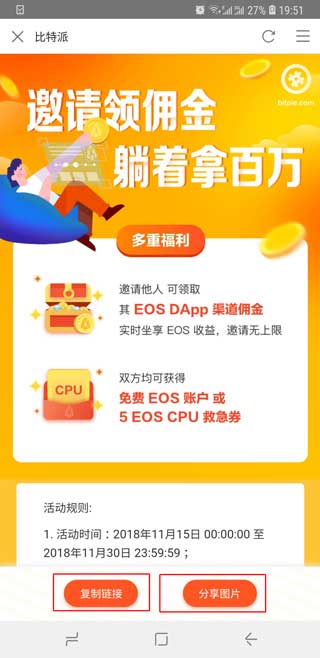 27% 19:51
比特派
bitpie.com
邀请领佣金
躺着拿百万
多重福利
邀请他人 可领取
其 EOS DApp 渠道佣金
实时坐享 EOS 收益，邀请无上限
CPU
双方均可获得
免费 EOS 账户 或
5 EOS CPU 救急券
活动规则:
1. 活动时间：2018年11月15日 00:00:00 至
2018年11月30日 23:59:59；
复制链接
分享图片